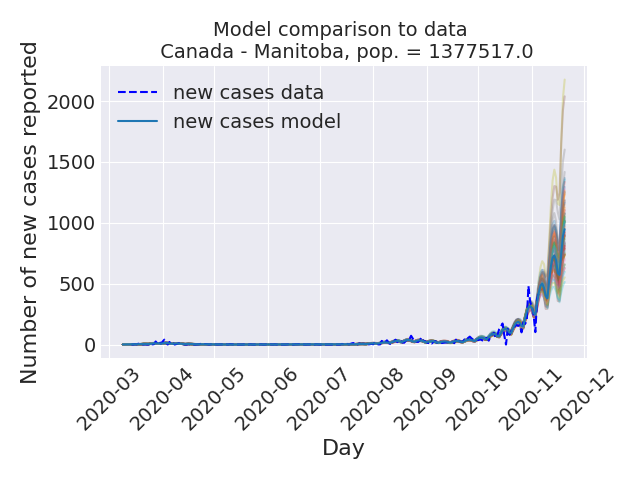 Model comparison to data
Canada - Manitoba, pop. = 1377517.0
Number of new cases reported
2000
1500
1000
500
0
new cases data
new cases model
2020-03
2020-04
2020-05
2020-06
2020-07
2020-08
2020-09
2020-10
2020-11
2020-12
Day